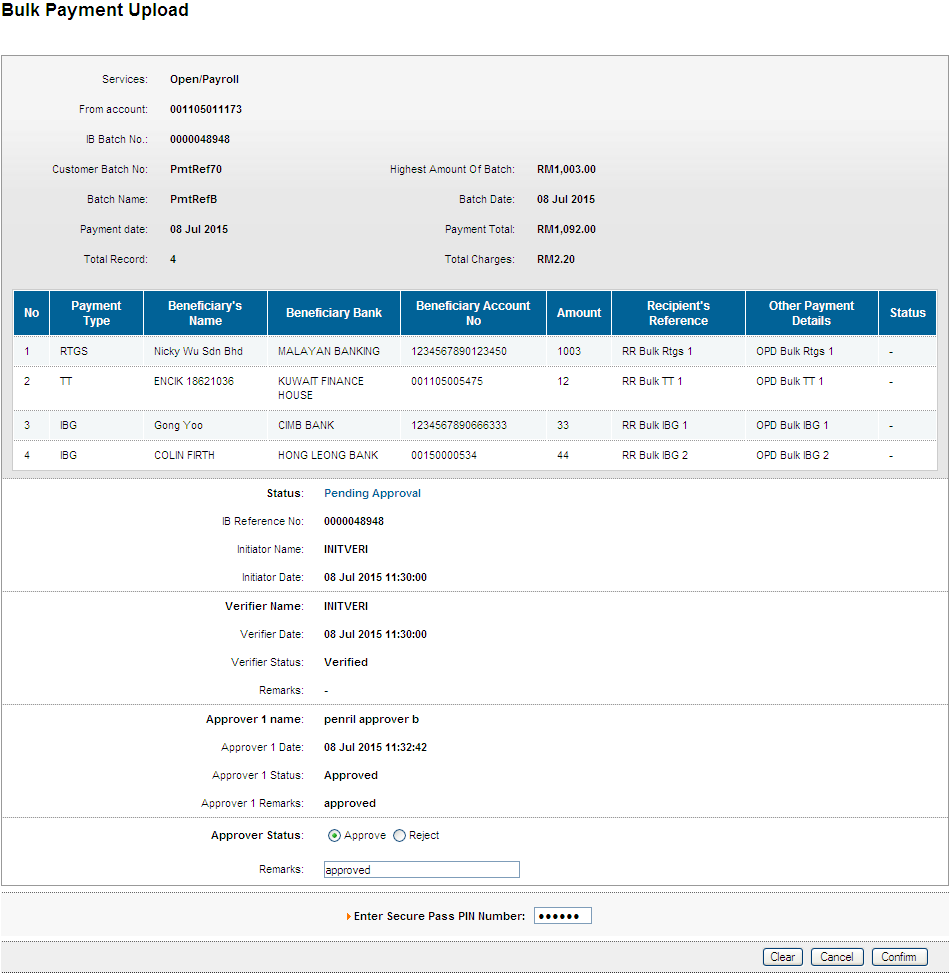 Bulk Payment Upload
Services: Open/Payroll
From account: 001105011173
IB Batch No.: 0000048948
Customer Batch No: PmtRef70 Highest Amount Of Batch: RM1,003.00
Batch Name: PmtRefB Batch Date: 08 Jul 2015
Payment date: 08 Jul 2015 Payment Total: RM1,092.00
Total Record: 4 Total Charges: RM2.20
No Payment Type Beneficiary's Name Beneficiary Bank Beneficiary Account No Amount Recipient's Reference Other Payment Details Status
1 RTGS Nicky Wu Sdn Bhd MALAYAN BANKING 1234567890123450 1003 RR Bulk Rtgs 1 OPD Bulk Rtgs 1 -
2 TT ENCIK 18621036 KUWAIT FINANCE HOUSE 001105005475 12 RR Bulk TT 1 OPD Bulk TT 1 -
3 IBG Gong Yoo CIMB BANK 1234567890666333 33 RR Bulk IBG 1 OPD Bulk IBG 1 -
4 IBG COLIN FIRTH HONG LEONG BANK 00150000534 44 RR Bulk IBG 2 OPD Bulk IBG 2 -
Status: Pending Approval
IB Reference No: 0000048948
Initiator Name: INITVERI
Initiator Date: 08 Jul 2015 11:30:00
Verifier Name: INITVERI
Verifier Date: 08 Jul 2015 11:30:00
Verifier Status: Verified
Remarks: -
Approver 1 name: penril approver b
Approver 1 Date: 08 Jul 2015 11:32:42
Approver 1 Status: Approved
Approver 1 Remarks: approved
Approver Status: Approve Reject
Remarks: approved
Enter Secure Pass PIN Number: ••••••
Clear Cancel Confirm